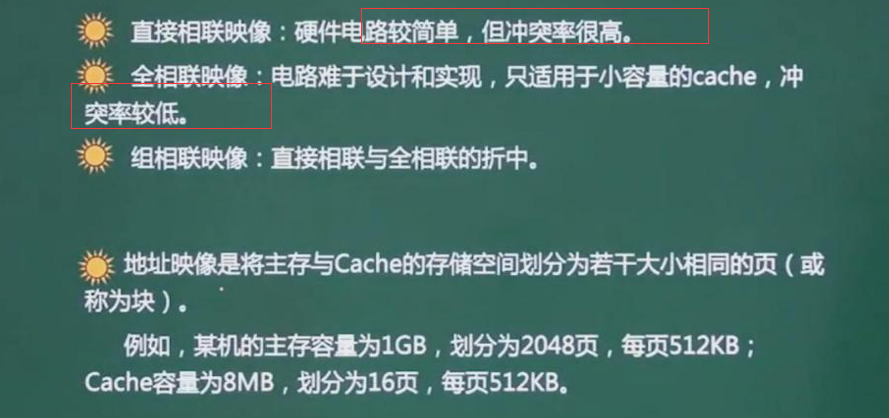 直接相联映像：硬件电路较简单，但冲突率很高。
全相联映像：电路难于设计和实现，只适用于小容量的cache，冲
突率较低。
组相联映像：直接相联与全相联的折中。
地址映像是将主存与Cache的存储空间划分为若干大小相同的页（或
称为块）。
例如，某机的主存容量为1GB，划分为2048页，每页512KB；
Cache容量为8MB，划分为16页，每页512KB。